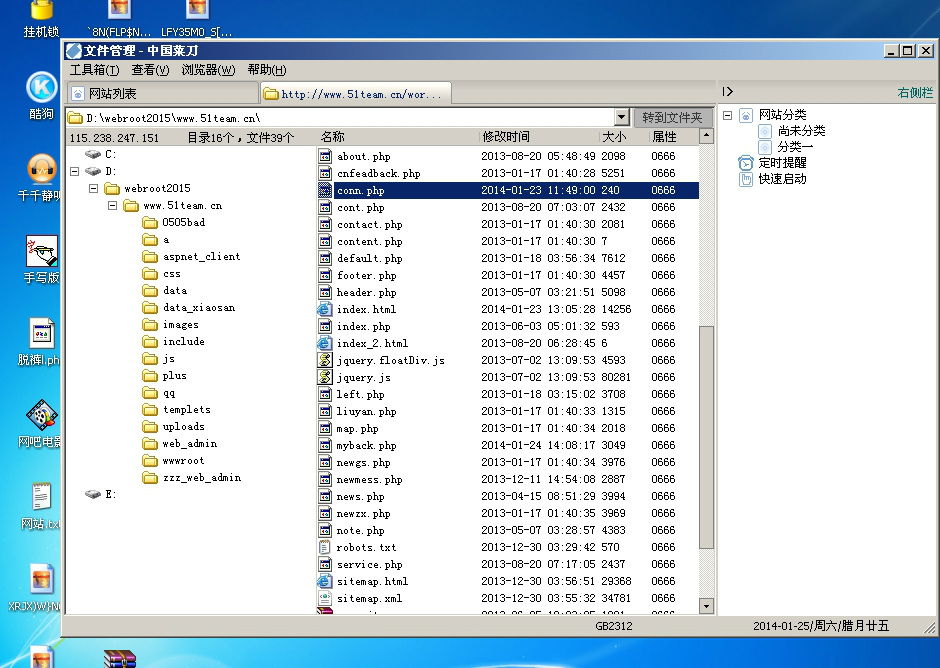 挂机锁
`8N(FLP$N...
LFY35M0_S[...
酷狗
千千静听
手写版
脱裤l.ph
网吧电影
网站.txt
XRJX)W}N(
文件管理 - 中国菜刀
工具箱(T) 查看(V) 浏览器(W) 帮助(H)
网站列表
http://www.51team.cn/wor...
右侧栏
D:\webroot2015\www.51team.cn\
转到文件夹
115.238.247.151 目录16个，文件39个
C:
D:
webroot2015
www.51team.cn
0505bad
a
aspnet_client
css
data
data_xiaosan
images
include
js
plus
qq
templets
uploads
web_admin
wwwroot
zzz_web_admin
E:
名称 修改时间 大小 属性
about.php 2013-08-20 05:48:49 2098 0666
cnfeedback.php 2013-01-17 01:40:28 5251 0666
conn.php 2014-01-23 11:49:00 240 0666
cont.php 2013-08-20 07:03:07 2432 0666
contact.php 2013-01-17 01:40:30 2081 0666
content.php 2013-01-17 01:40:30 7 0666
default.php 2013-01-18 03:56:34 7612 0666
footer.php 2013-01-17 01:40:30 4457 0666
header.php 2013-05-07 03:21:51 5098 0666
index.html 2014-01-23 13:05:28 14256 0666
index.php 2013-06-03 05:01:32 593 0666
index_2.html 2013-08-20 06:28:45 6 0666
jquery.floatDiv.js 2013-07-02 13:09:53 4593 0666
jquery.js 2013-07-02 13:09:53 80281 0666
left.php 2013-01-18 03:15:02 3708 0666
liuyan.php 2013-01-17 01:40:33 1315 0666
map.php 2013-01-17 01:40:34 2018 0666
myback.php 2014-01-24 14:08:17 3049 0666
newgs.php 2013-01-17 01:40:34 3976 0666
newmess.php 2013-12-11 14:54:08 2887 0666
news.php 2013-04-15 08:51:29 3994 0666
newzx.php 2013-01-17 01:40:35 3969 0666
note.php 2013-05-07 03:28:57 4383 0666
robots.txt 2013-12-30 03:29:42 570 0666
service.php 2013-08-20 07:17:05 2437 0666
sitemap.html 2013-12-30 03:56:51 29368 0666
sitemap.xml 2013-12-30 03:55:32 34781 0666
网站分类
尚未分类
分类一
定时提醒
快速启动
GB2312
2014-01-25/周六/腊月廿五